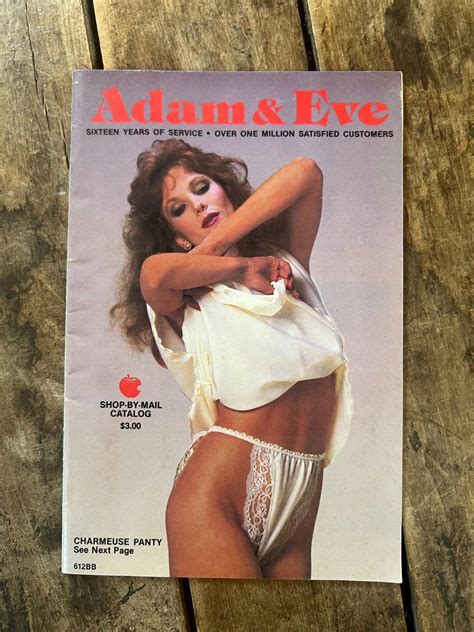 Adam & Eve
SIXTEEN YEARS OF SERVICE • OVER ONE MILLION SATISFIED CUSTOMERS
SHOP-BY-MAIL
CATALOG
$3.00
CHARMEUSE PANTY
See Next Page
612BB